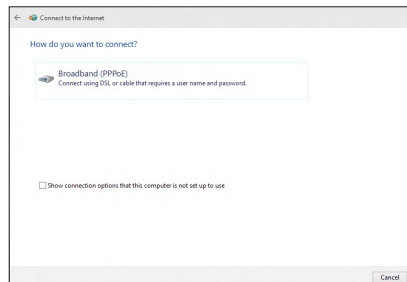 Connect to the Internet
How do you want to connect?
Broadband (PPPoE)
Connect using DSL or cable that requires a user name and password.
Show connection options that this computer is not set up to use
Cancel